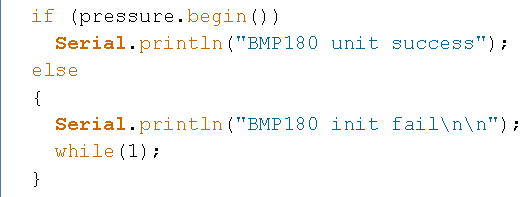 if (pressure.begin())
  Serial.println("BMP180 unit success");
else
{
  Serial.println("BMP180 init fail\n\n");
  while(1);
}